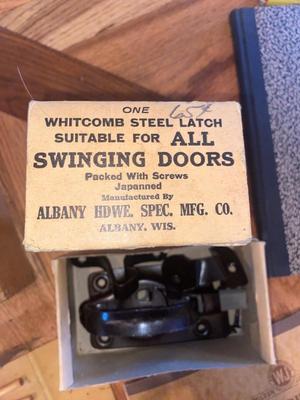 ONE
65¢
WHITCOMB STEEL LATCH
SUITABLE FOR ALL
SWINGING DOORS
Packed With Screws
Japanned
Manufactured By
ALBANY HDWE. SPEC. MFG. CO.
ALBANY, WIS.